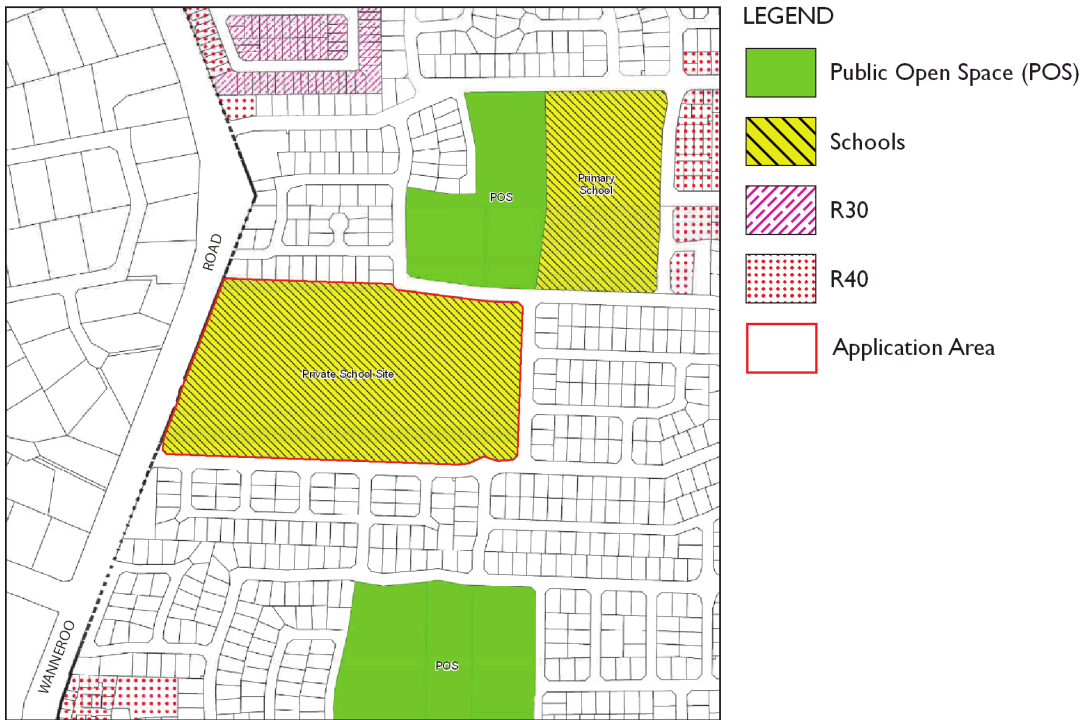 LEGEND
Public Open Space (POS)
Schools
R30
R40
Application Area
Primary
School
POS
ROAD
Private School Site
WANNEROO
POS